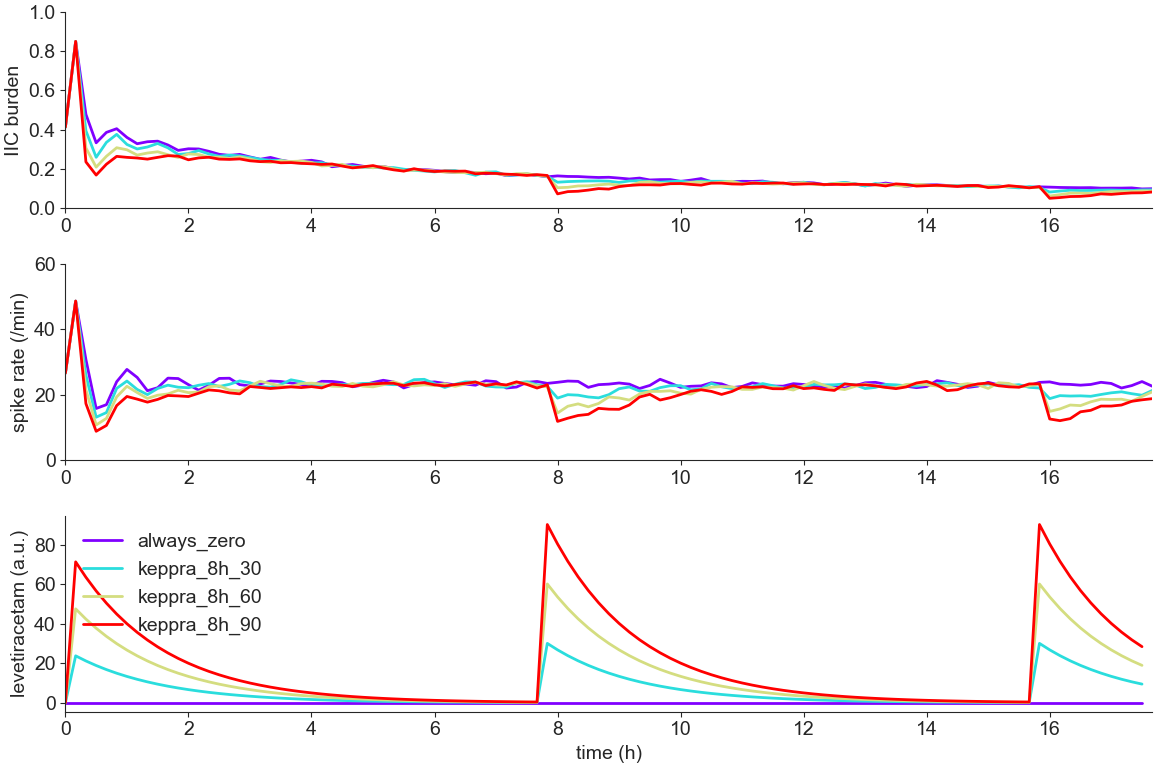 1.0
0.8
0.6
0.4
0.2
0.0
IIC burden
0 2 4 6 8 10 12 14 16
60
40
20
0
spike rate (/min)
0 2 4 6 8 10 12 14 16
80
60
40
20
0
levetiracetam (a.u.)
always_zero
keppra_8h_30
keppra_8h_60
keppra_8h_90
0 2 4 6 8 10 12 14 16
time (h)